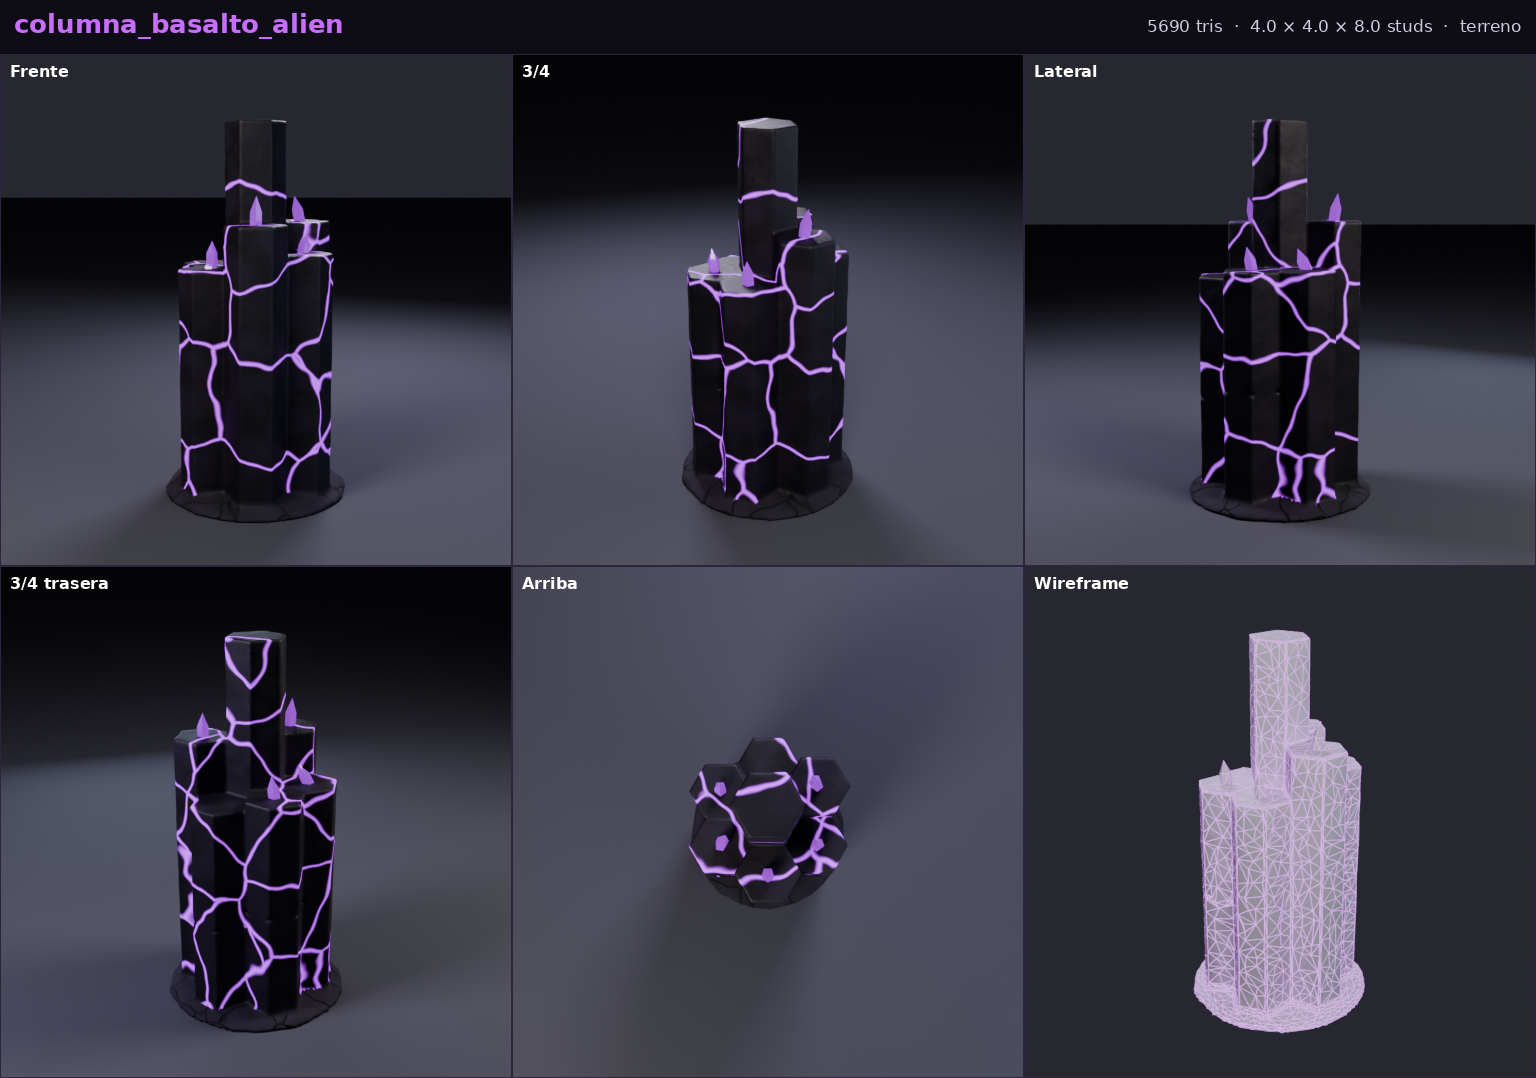 columna_basalto_alien
5690 tris · 4.0 × 4.0 × 8.0 studs · terreno
Frente
3/4
Lateral
3/4 trasera
Arriba
Wireframe